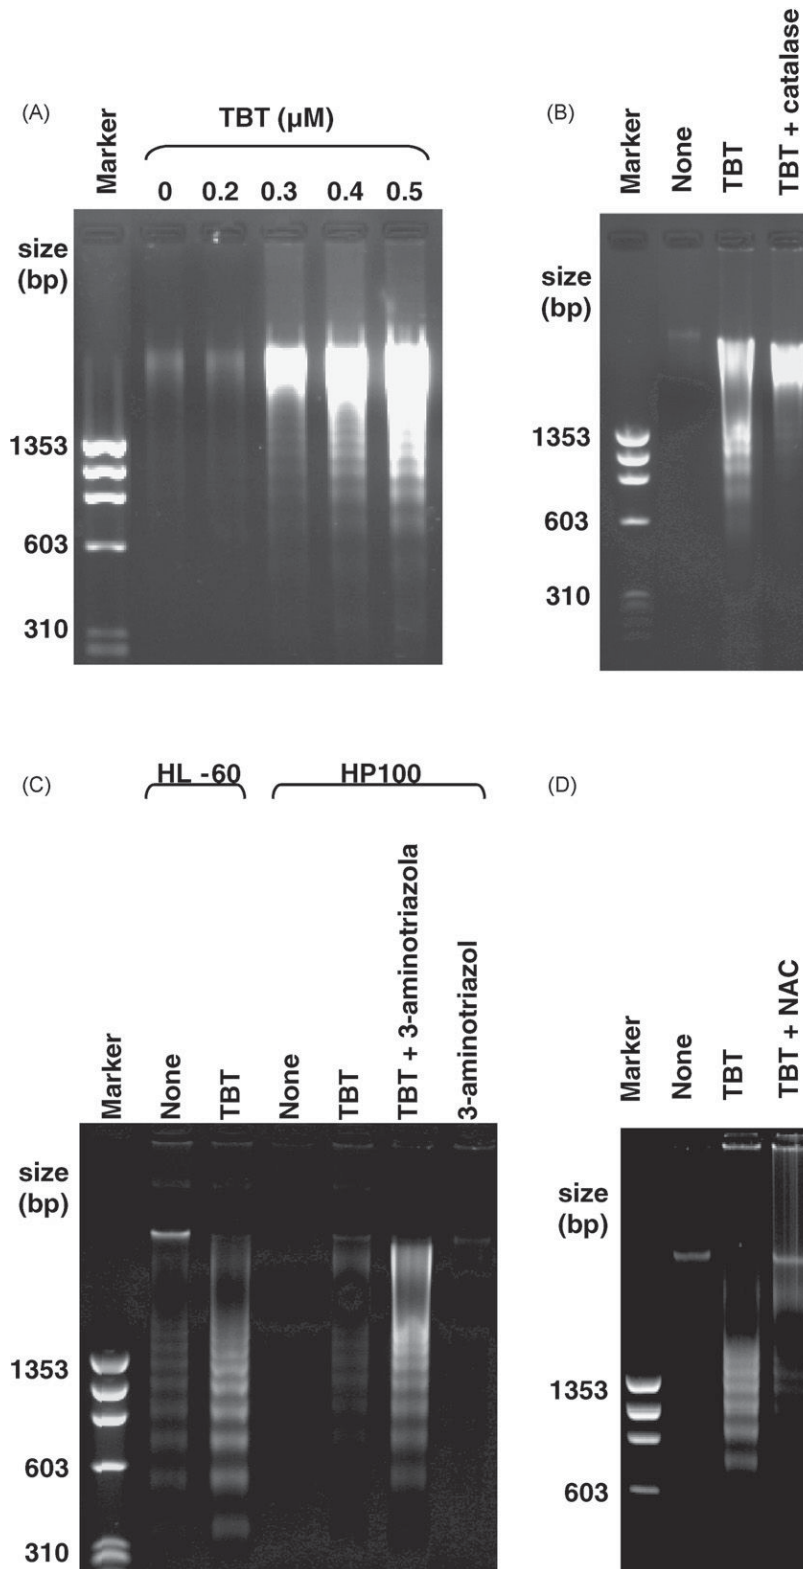 (A)
Marker
TBT (µM)
0 0.2 0.3 0.4 0.5
size
(bp)
1353
603
310
(B)
Marker
None
TBT
TBT + catalase
size
(bp)
1353
603
310
(C)
HL -60
HP100
Marker
None
TBT
None
TBT
TBT + 3-aminotriazola
3-aminotriazol
size
(bp)
1353
603
310
(D)
Marker
None
TBT
TBT + NAC
size
(bp)
1353
603